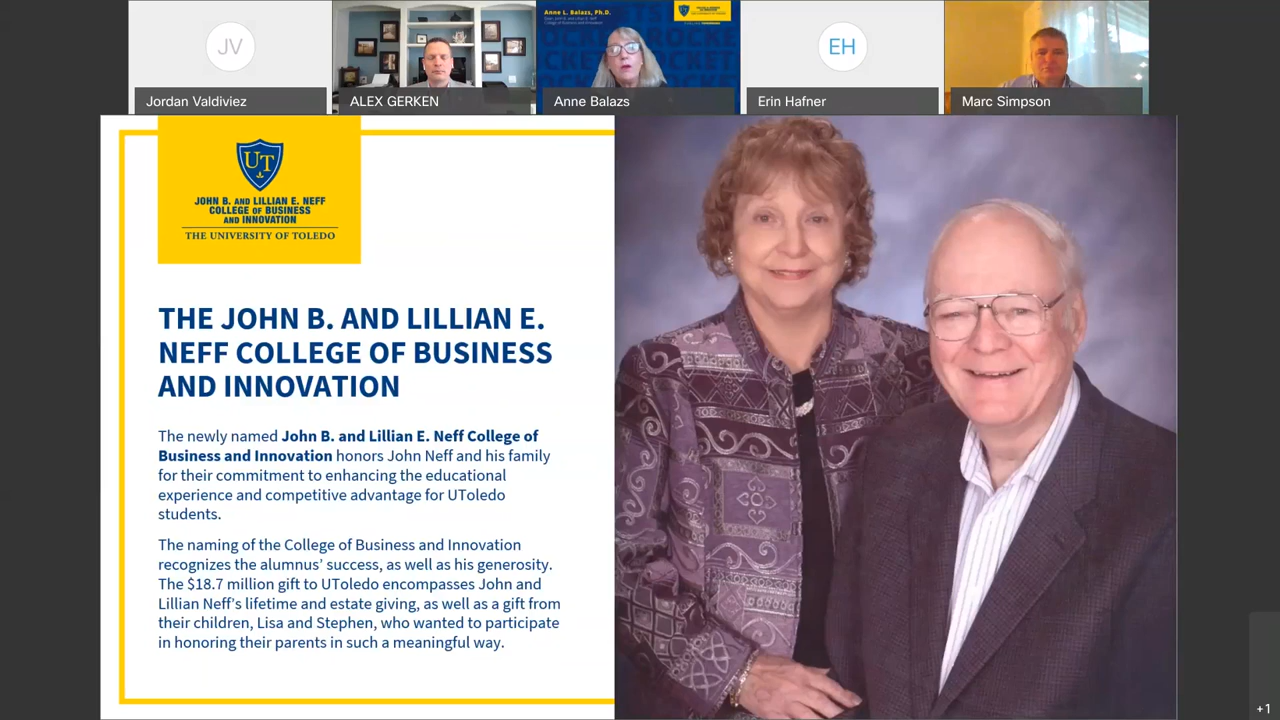 JV
Jordan Valdiviez
ALEX GERKEN
Anne L. Balazs, Ph.D.
Anne Balazs
EH
Erin Hafner
Marc Simpson
UT
JOHN B. AND LILLIAN E. NEFF
COLLEGE OF BUSINESS
AND INNOVATION
THE UNIVERSITY OF TOLEDO
THE JOHN B. AND LILLIAN E.
NEFF COLLEGE OF BUSINESS
AND INNOVATION
The newly named John B. and Lillian E. Neff College of
Business and Innovation honors John Neff and his family
for their commitment to enhancing the educational
experience and competitive advantage for UToledo
students.
The naming of the College of Business and Innovation
recognizes the alumnus' success, as well as his generosity.
The $18.7 million gift to UToledo encompasses John and
Lillian Neff's lifetime and estate giving, as well as a gift from
their children, Lisa and Stephen, who wanted to participate
in honoring their parents in such a meaningful way.
+1